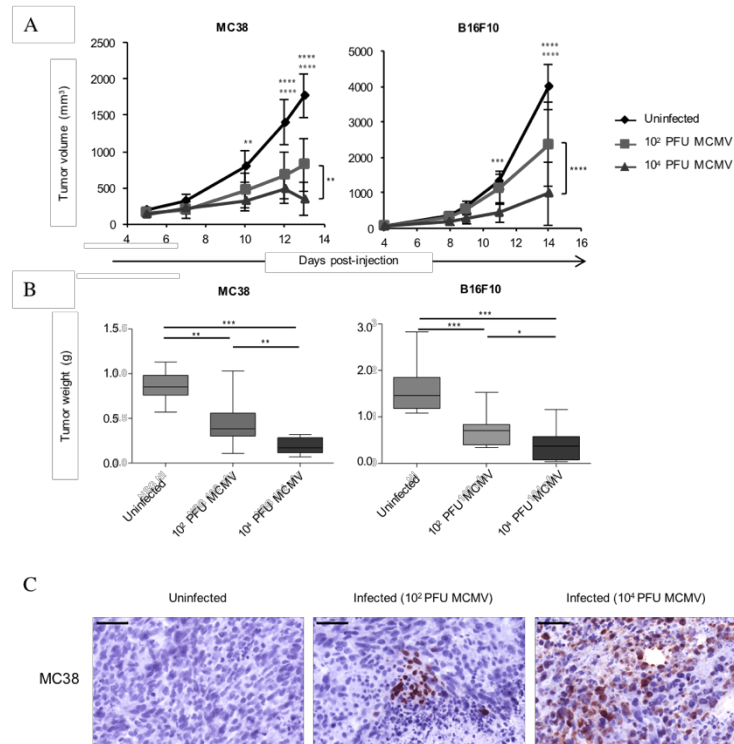 A
MC38
B16F10
Tumor volume (mm³)
2500
2000
1500
1000
500
0
4 6 8 10 12 14
**
****
****
****
****
**
5000
4000
3000
2000
1000
0
4 6 8 10 12 14 16
***
****
****
****
Uninfected
10² PFU MCMV
10⁴ PFU MCMV
Days post-injection
B
MC38
B16F10
Tumor weight (g)
1.5
1.0
0.5
0.0
***
**
**
Uninfected
10² PFU MCMV
10⁴ PFU MCMV
3.0
2.0
1.0
0.0
***
***
*
Uninfected
10² PFU MCMV
10⁴ PFU MCMV
C
Uninfected
Infected (10² PFU MCMV)
Infected (10⁴ PFU MCMV)
MC38